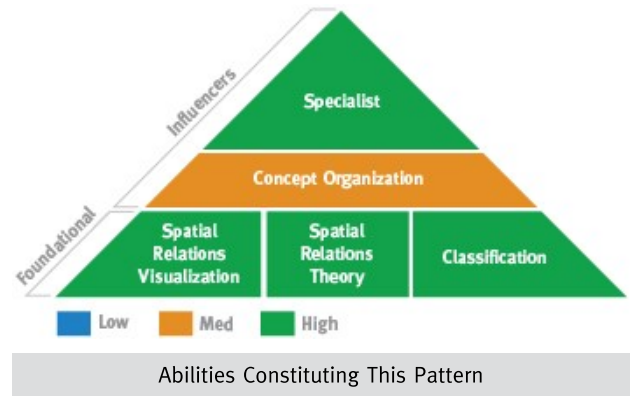 Influencers
Specialist
Concept Organization
Foundational
Spatial
Relations
Visualization
Spatial
Relations
Theory
Classification
Low
Med
High
Abilities Constituting This Pattern